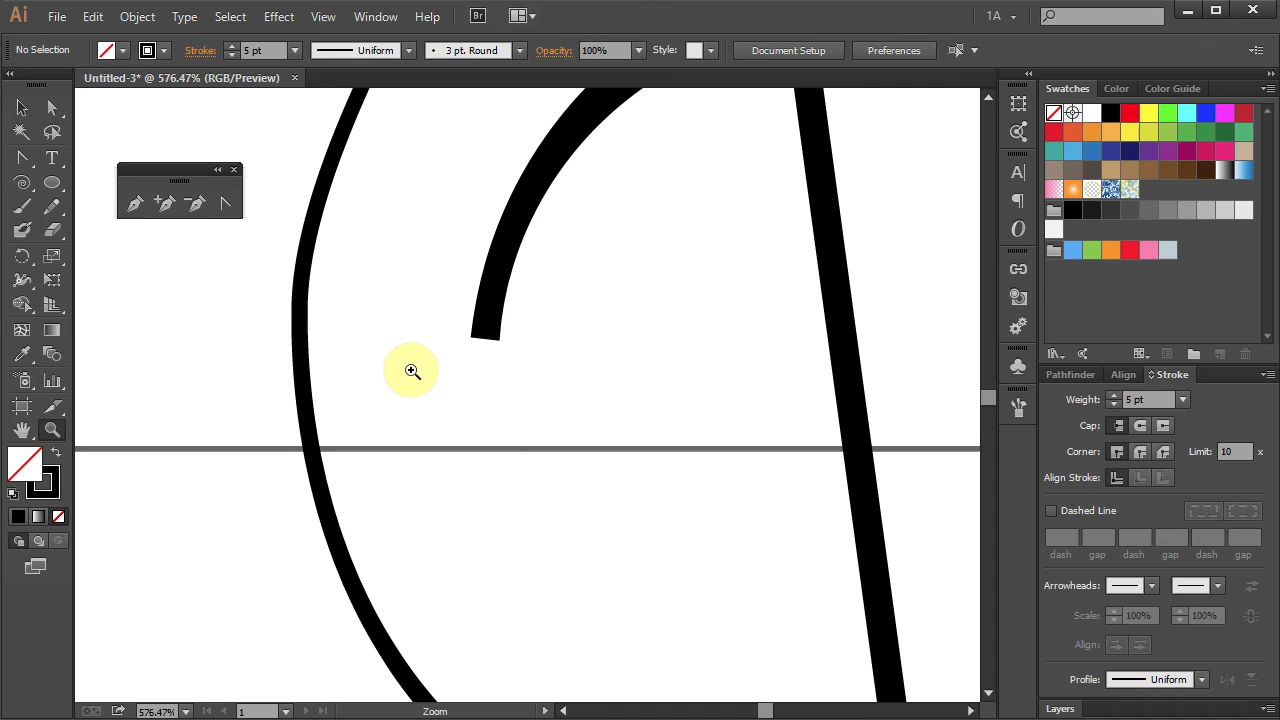 Ai File Edit Object Type Select Effect View Window Help Br 1A
No Selection Stroke: 5 pt Uniform 3 pt. Round Opacity: 100% Style: Document Setup Preferences
Untitled-3* @ 576.47% (RGB/Preview)
Swatches Color Color Guide
Pathfinder Align Stroke
Weight: 5 pt
Cap:
Corner: Limit: 10 x
Align Stroke:
Dashed Line
dash gap dash gap dash gap
Arrowheads:
Scale: 100% 100%
Align:
Profile: Uniform
Layers
576.47% 1 Zoom